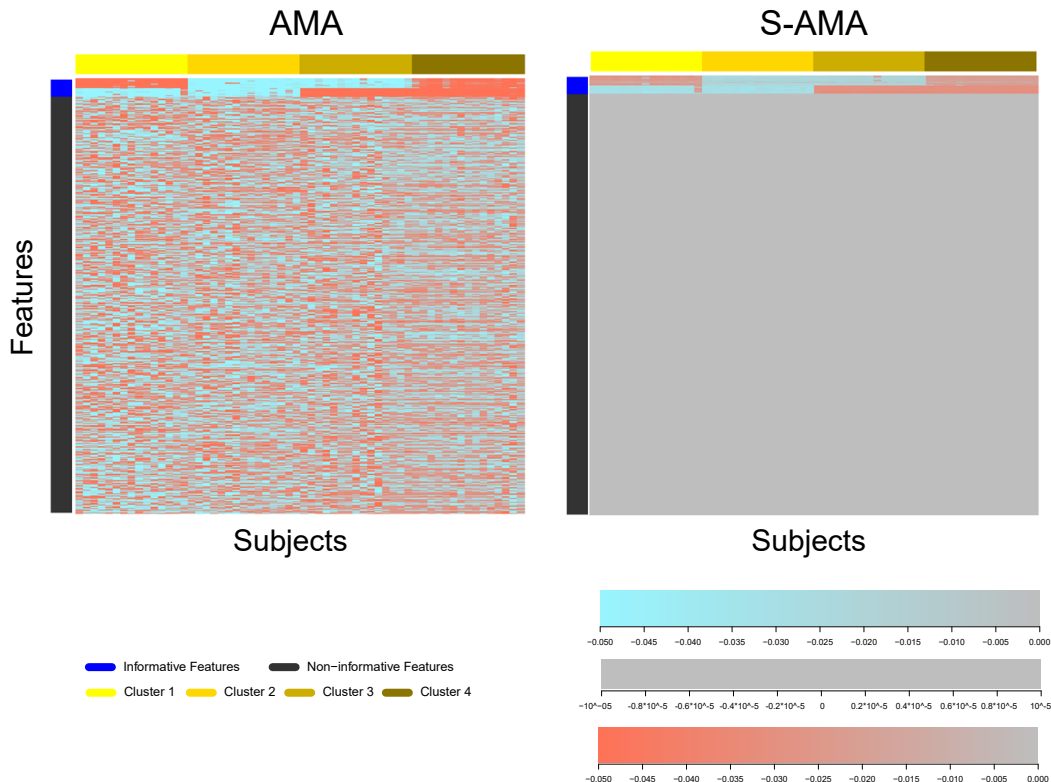 AMA
S-AMA
Features
Subjects
Subjects
Informative Features
Non−informative Features
Cluster 1
Cluster 2
Cluster 3
Cluster 4
−0.050 −0.045 −0.040 −0.035 −0.030 −0.025 −0.020 −0.015 −0.010 −0.005 0.000
−10^−05 -0.8*10^-5 -0.6*10^-5 -0.4*10^-5 -0.2*10^-5 0 0.2*10^-5 0.4*10^-5 0.6*10^-5 0.8*10^-5 10^-5
−0.050 −0.045 −0.040 −0.035 −0.030 −0.025 −0.020 −0.015 −0.010 −0.005 0.000